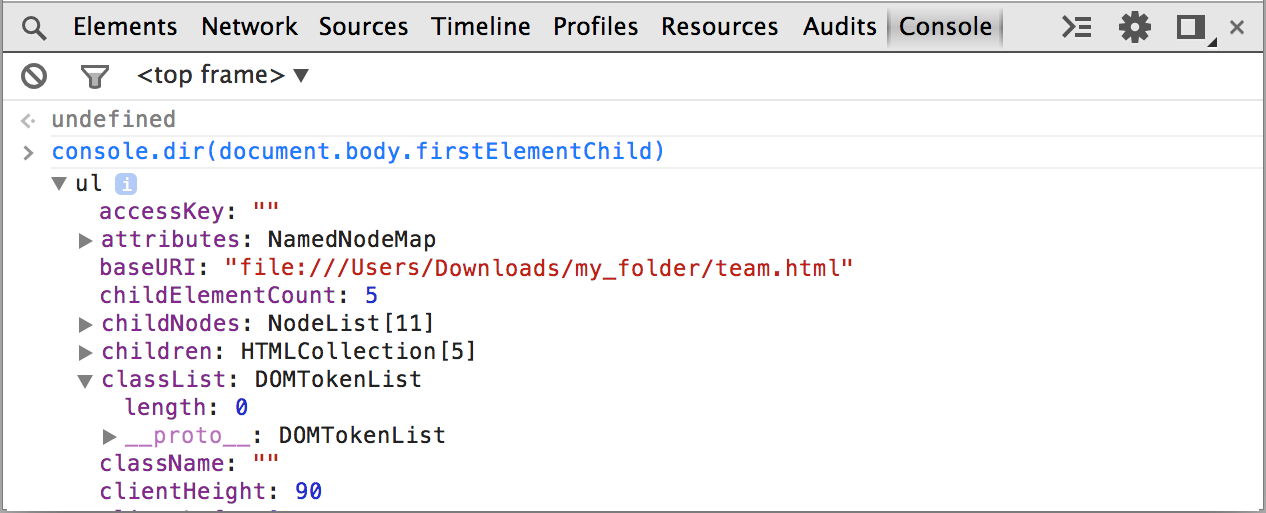 Elements Network Sources Timeline Profiles Resources Audits Console
<top frame>
undefined
console.dir(document.body.firstElementChild)
ul i
accessKey: ""
attributes: NamedNodeMap
baseURI: "file:///Users/Downloads/my_folder/team.html"
childElementCount: 5
childNodes: NodeList[11]
children: HTMLCollection[5]
classList: DOMTokenList
length: 0
__proto__: DOMTokenList
className: ""
clientHeight: 90